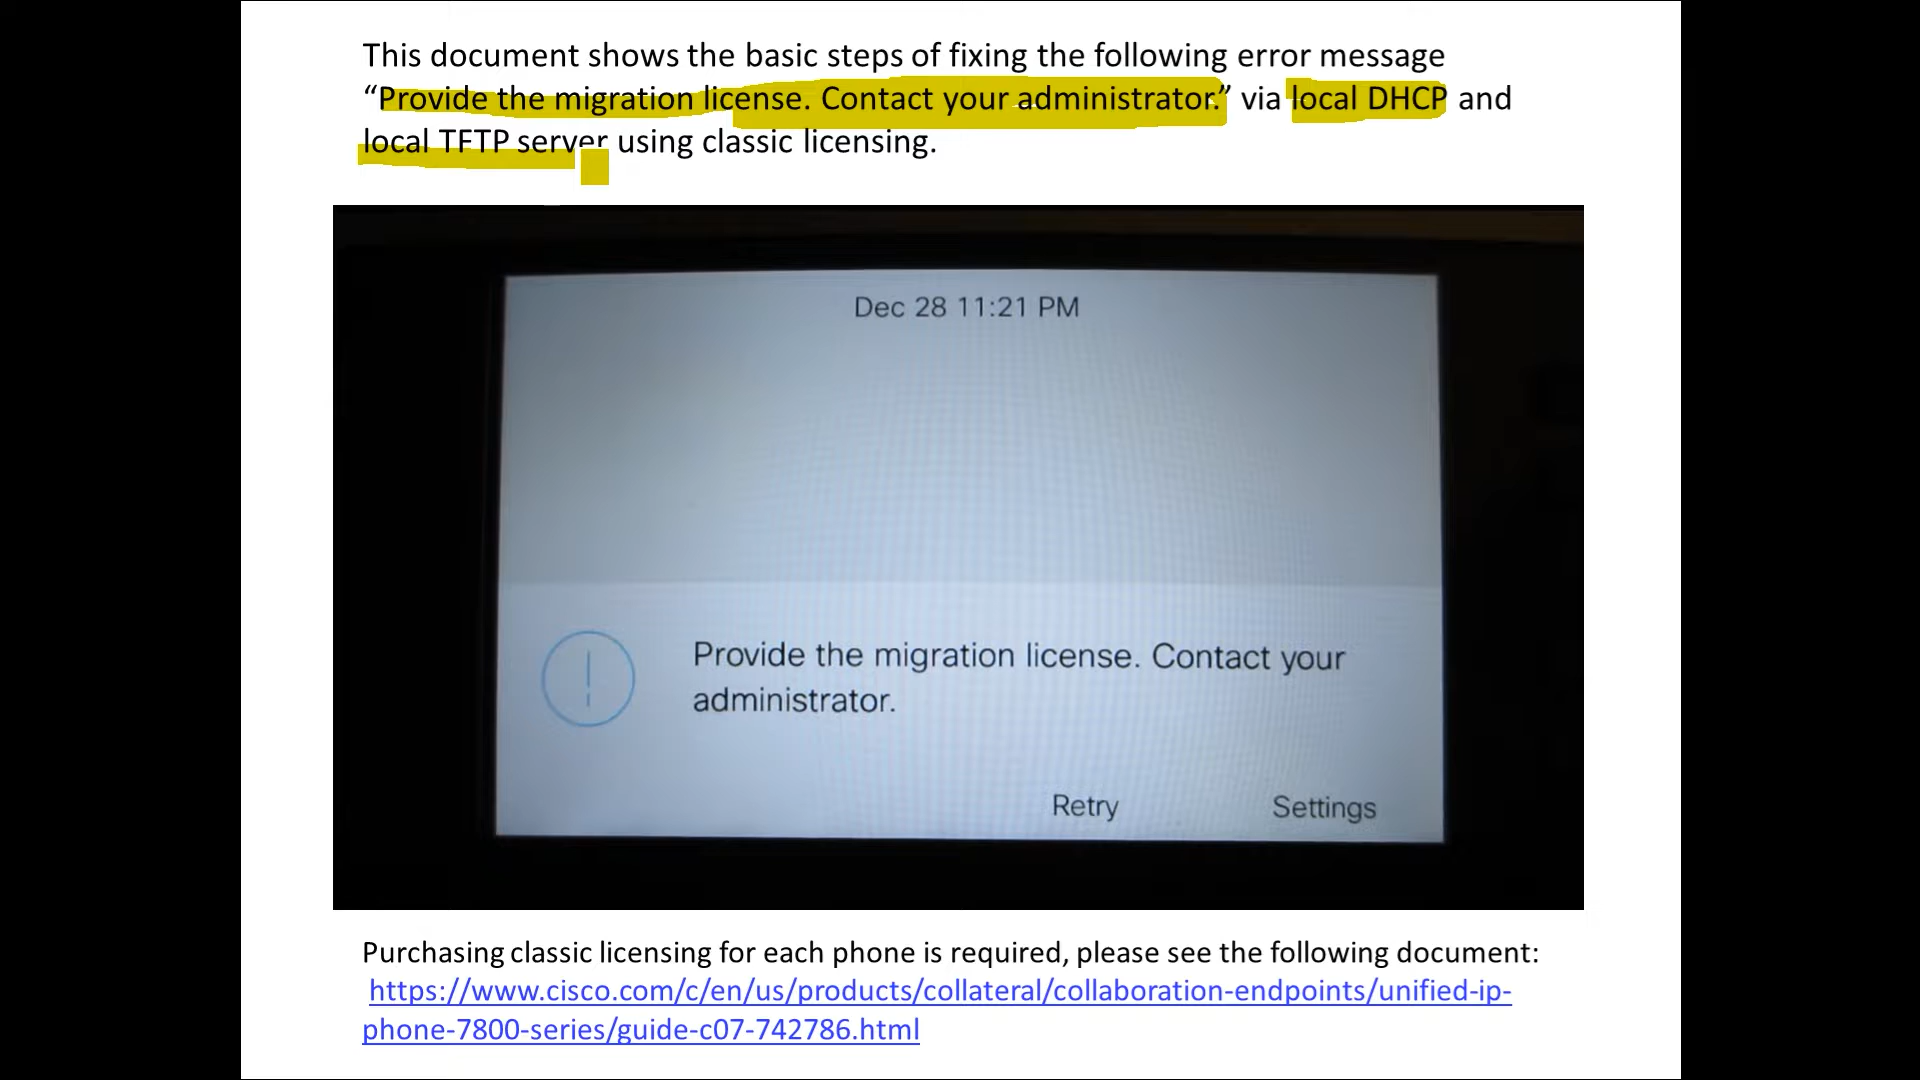 This document shows the basic steps of fixing the following error message
“Provide the migration license. Contact your administrator.” via local DHCP and
local TFTP server using classic licensing.
Dec 28 11:21 PM
Provide the migration license. Contact your
administrator.
Retry Settings
Purchasing classic licensing for each phone is required, please see the following document:
https://www.cisco.com/c/en/us/products/collateral/collaboration-endpoints/unified-ip-
phone-7800-series/guide-c07-742786.html